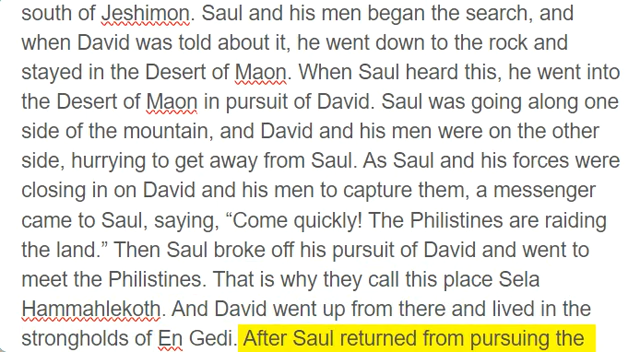 south of Jeshimon. Saul and his men began the search, and
when David was told about it, he went down to the rock and
stayed in the Desert of Maon. When Saul heard this, he went into
the Desert of Maon in pursuit of David. Saul was going along one
side of the mountain, and David and his men were on the other
side, hurrying to get away from Saul. As Saul and his forces were
closing in on David and his men to capture them, a messenger
came to Saul, saying, “Come quickly! The Philistines are raiding
the land.” Then Saul broke off his pursuit of David and went to
meet the Philistines. That is why they call this place Sela
Hammahlekoth. And David went up from there and lived in the
strongholds of En Gedi. After Saul returned from pursuing the